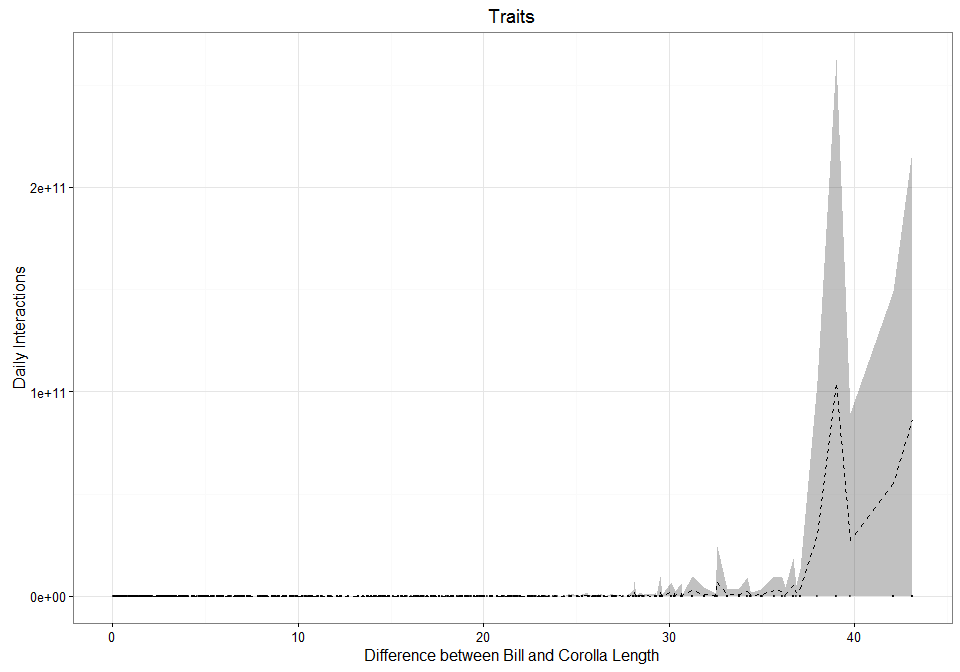 Traits
Daily Interactions
2e+11
1e+11
0e+00
0 10 20 30 40
Difference between Bill and Corolla Length